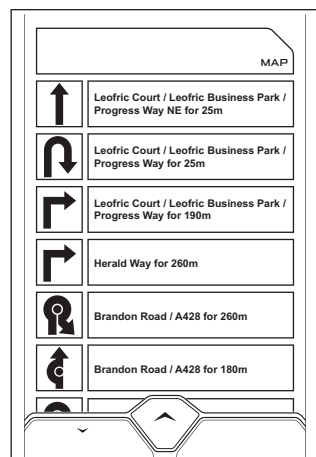 MAP
Leofric Court / Leofric Business Park /
Progress Way NE for 25m
Leofric Court / Leofric Business Park /
Progress Way for 25m
Leofric Court / Leofric Business Park /
Progress Way for 190m
Herald Way for 260m
Brandon Road / A428 for 260m
Brandon Road / A428 for 180m